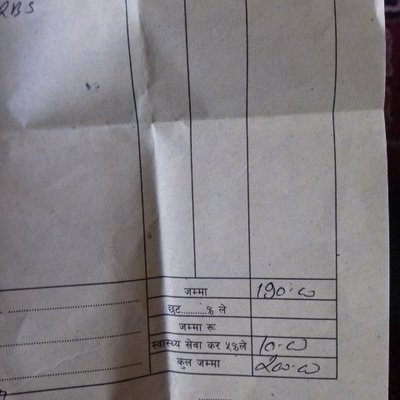 RBS
जम्मा 190:00
छुट..........% ले
जम्मा रू
स्वास्थ्य सेवा कर ५%ले 10:00
कुल जम्मा 200:00